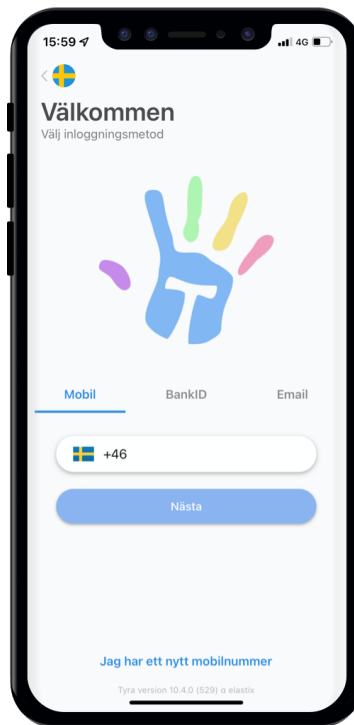 15:59
4G
Välkommen
Välj inloggningsmetod
T
Mobil BankID Email
+46
Nästa
Jag har ett nytt mobilnummer
Tyra version 10.4.0 (529) α elastix